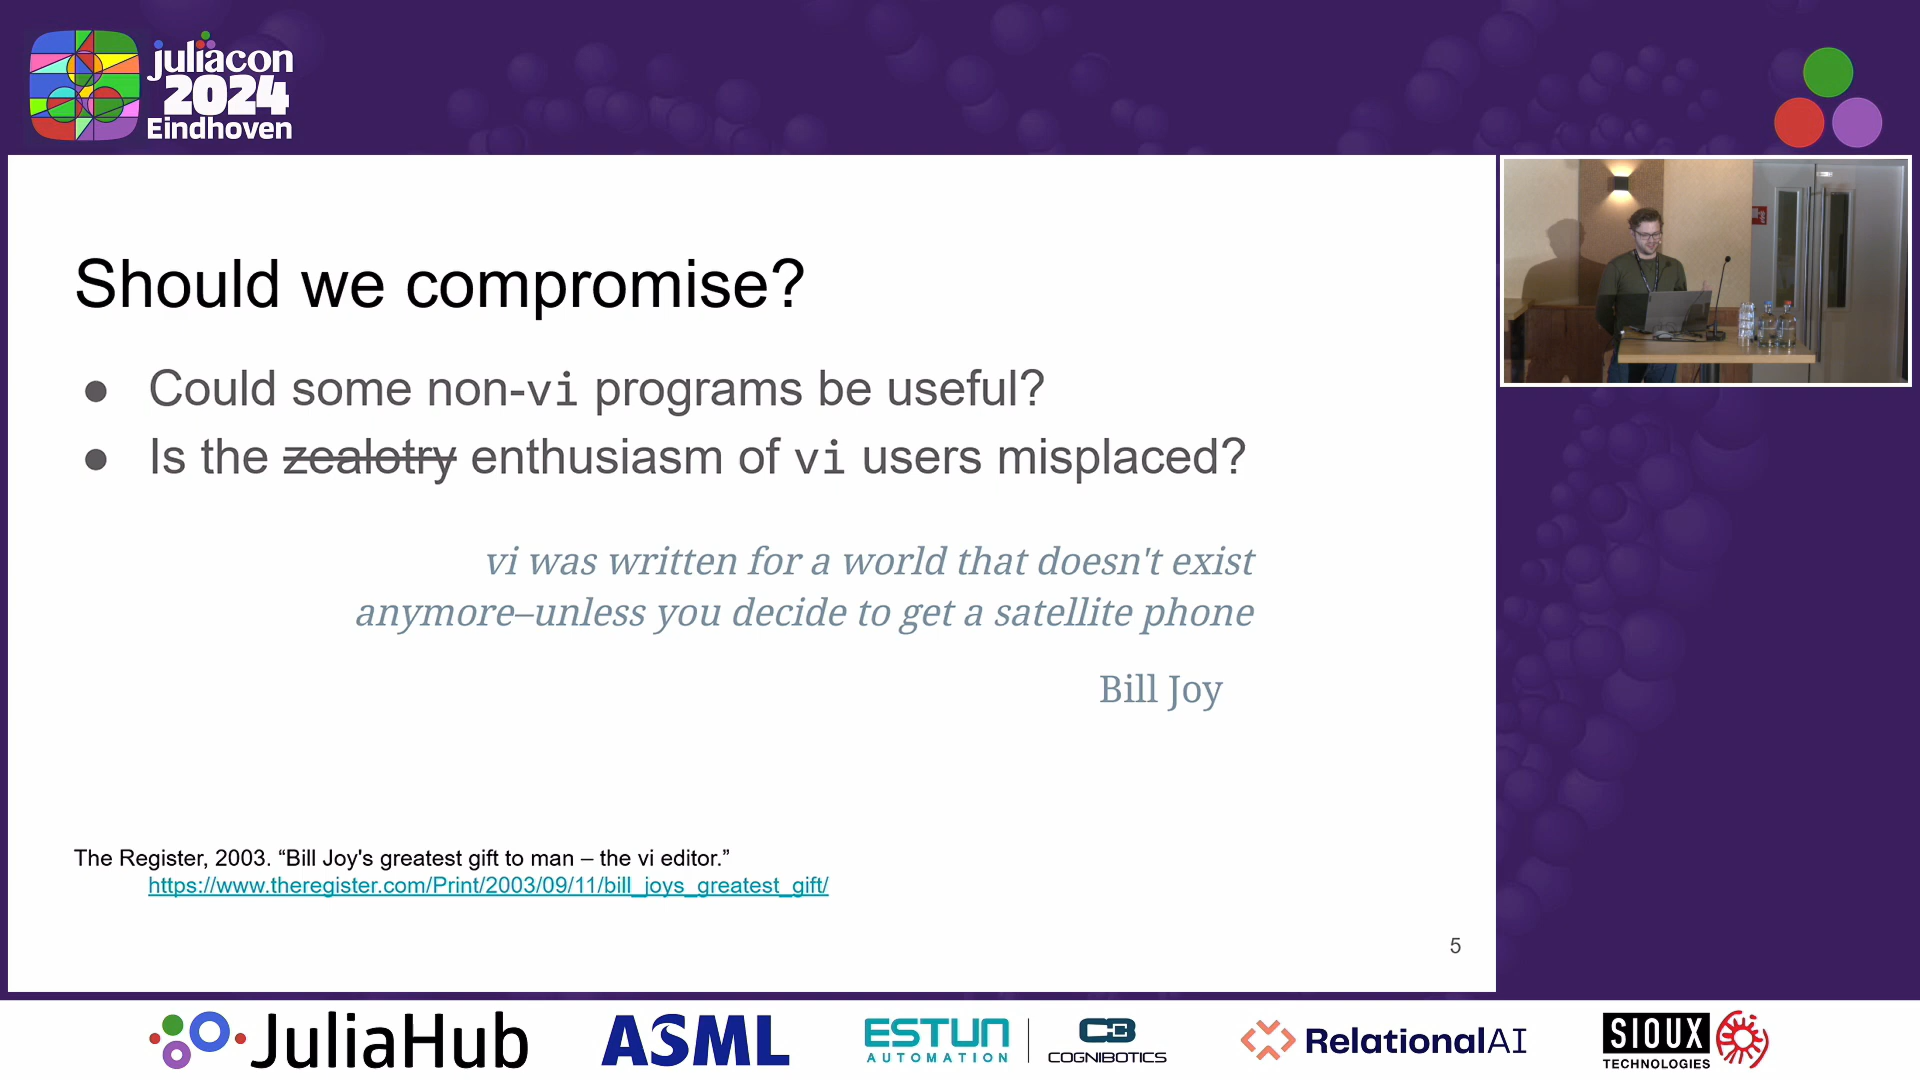 juliacon
2024
Eindhoven
Should we compromise?
● Could some non-vi programs be useful?
● Is the zealotry enthusiasm of vi users misplaced?
vi was written for a world that doesn't exist
anymore–unless you decide to get a satellite phone
Bill Joy
The Register, 2003. “Bill Joy's greatest gift to man – the vi editor.”
https://www.theregister.com/Print/2003/09/11/bill_joys_greatest_gift/
5
JuliaHub
ASML
ESTUN
AUTOMATION
COGNIBOTICS
RelationalAI
SIOUX
TECHNOLOGIES